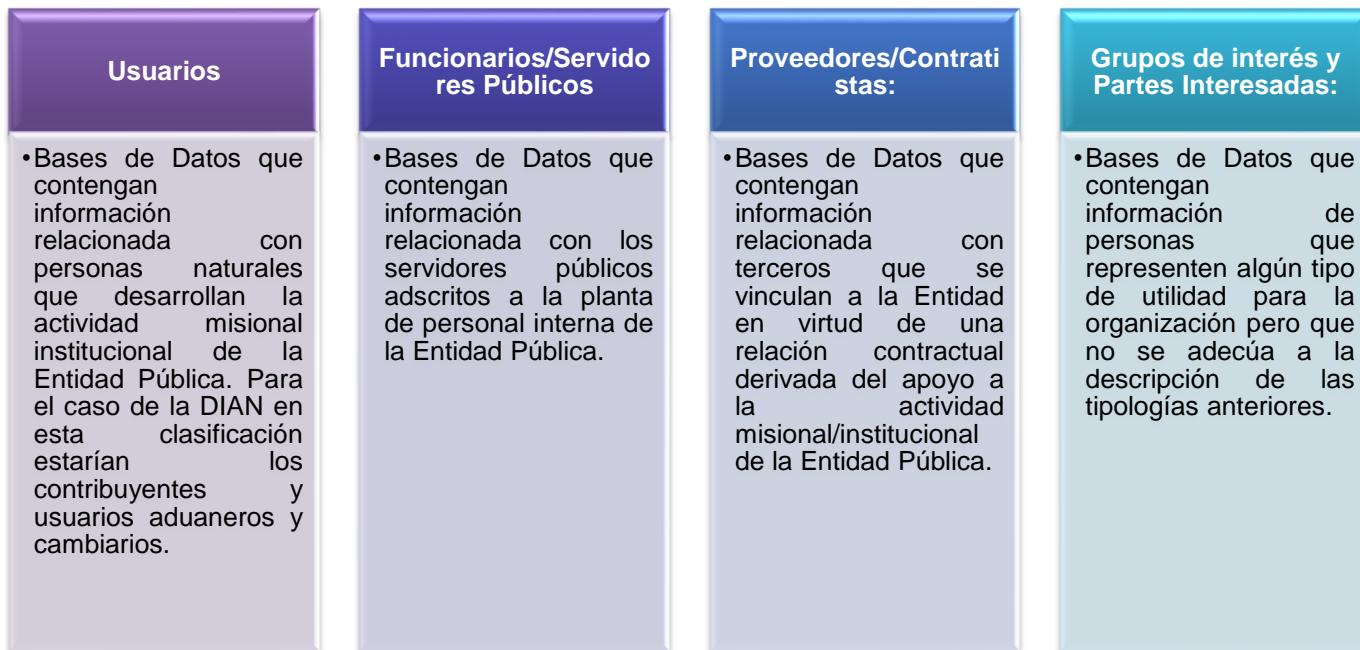 Usuarios
•Bases de Datos que
contengan
información
relacionada con
personas naturales
que desarrollan la
actividad misional
institucional de la
Entidad Pública. Para
el caso de la DIAN en
esta clasificación
estarían los
contribuyentes y
usuarios aduaneros y
cambiarios.
Funcionarios/Servido
res Públicos
•Bases de Datos que
contengan
información
relacionada con los
servidores públicos
adscritos a la planta
de personal interna de
la Entidad Pública.
Proveedores/Contrati
stas:
•Bases de Datos que
contengan
información
relacionada con
terceros que se
vinculan a la Entidad
en virtud de una
relación contractual
derivada del apoyo a
la actividad
misional/institucional
de la Entidad Pública.
Grupos de interés y
Partes Interesadas:
•Bases de Datos que
contengan
información de
personas que
representen algún tipo
de utilidad para la
organización pero que
no se adecúa a la
descripción de las
tipologías anteriores.